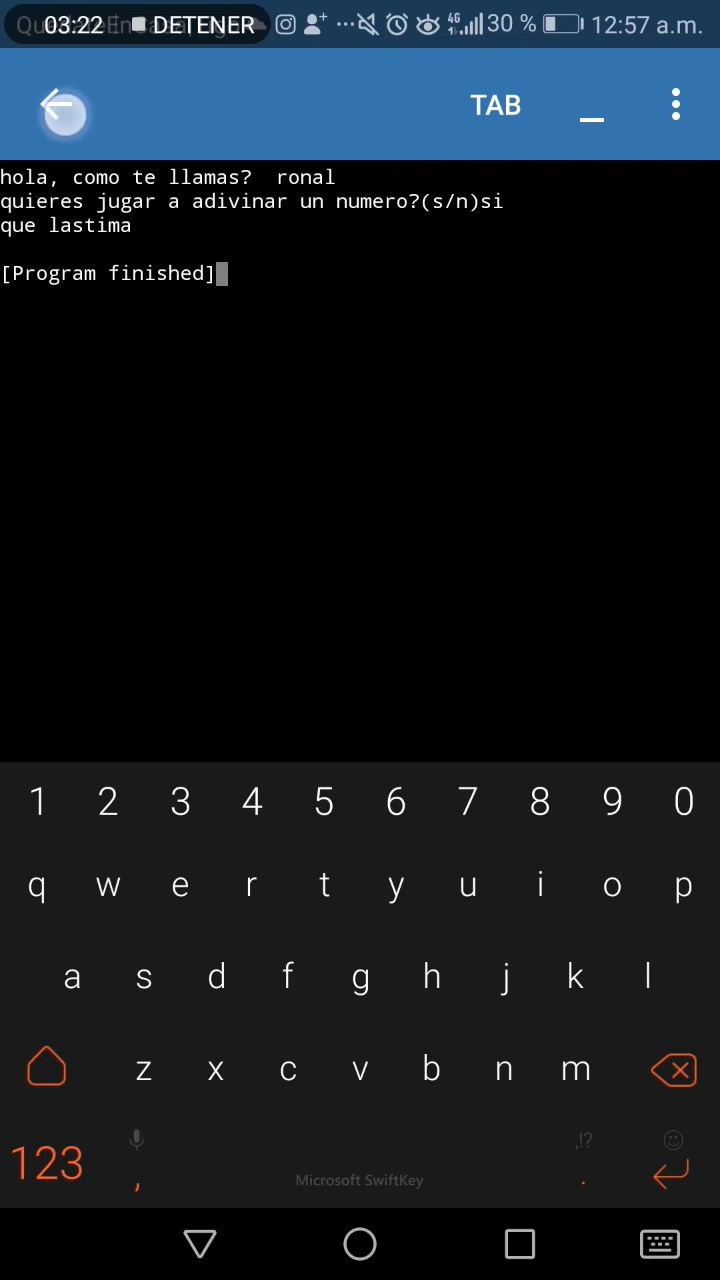 03:22 DETENER 4G 30 % 12:57 a.m.
TAB _
hola, como te llamas?  ronal
quieres jugar a adivinar un numero?(s/n)si
que lastima
[Program finished]
1 2 3 4 5 6 7 8 9 0
q w e r t y u i o p
a s d f g h j k l
z x c v b n m
,!?
123 , Microsoft SwiftKey .